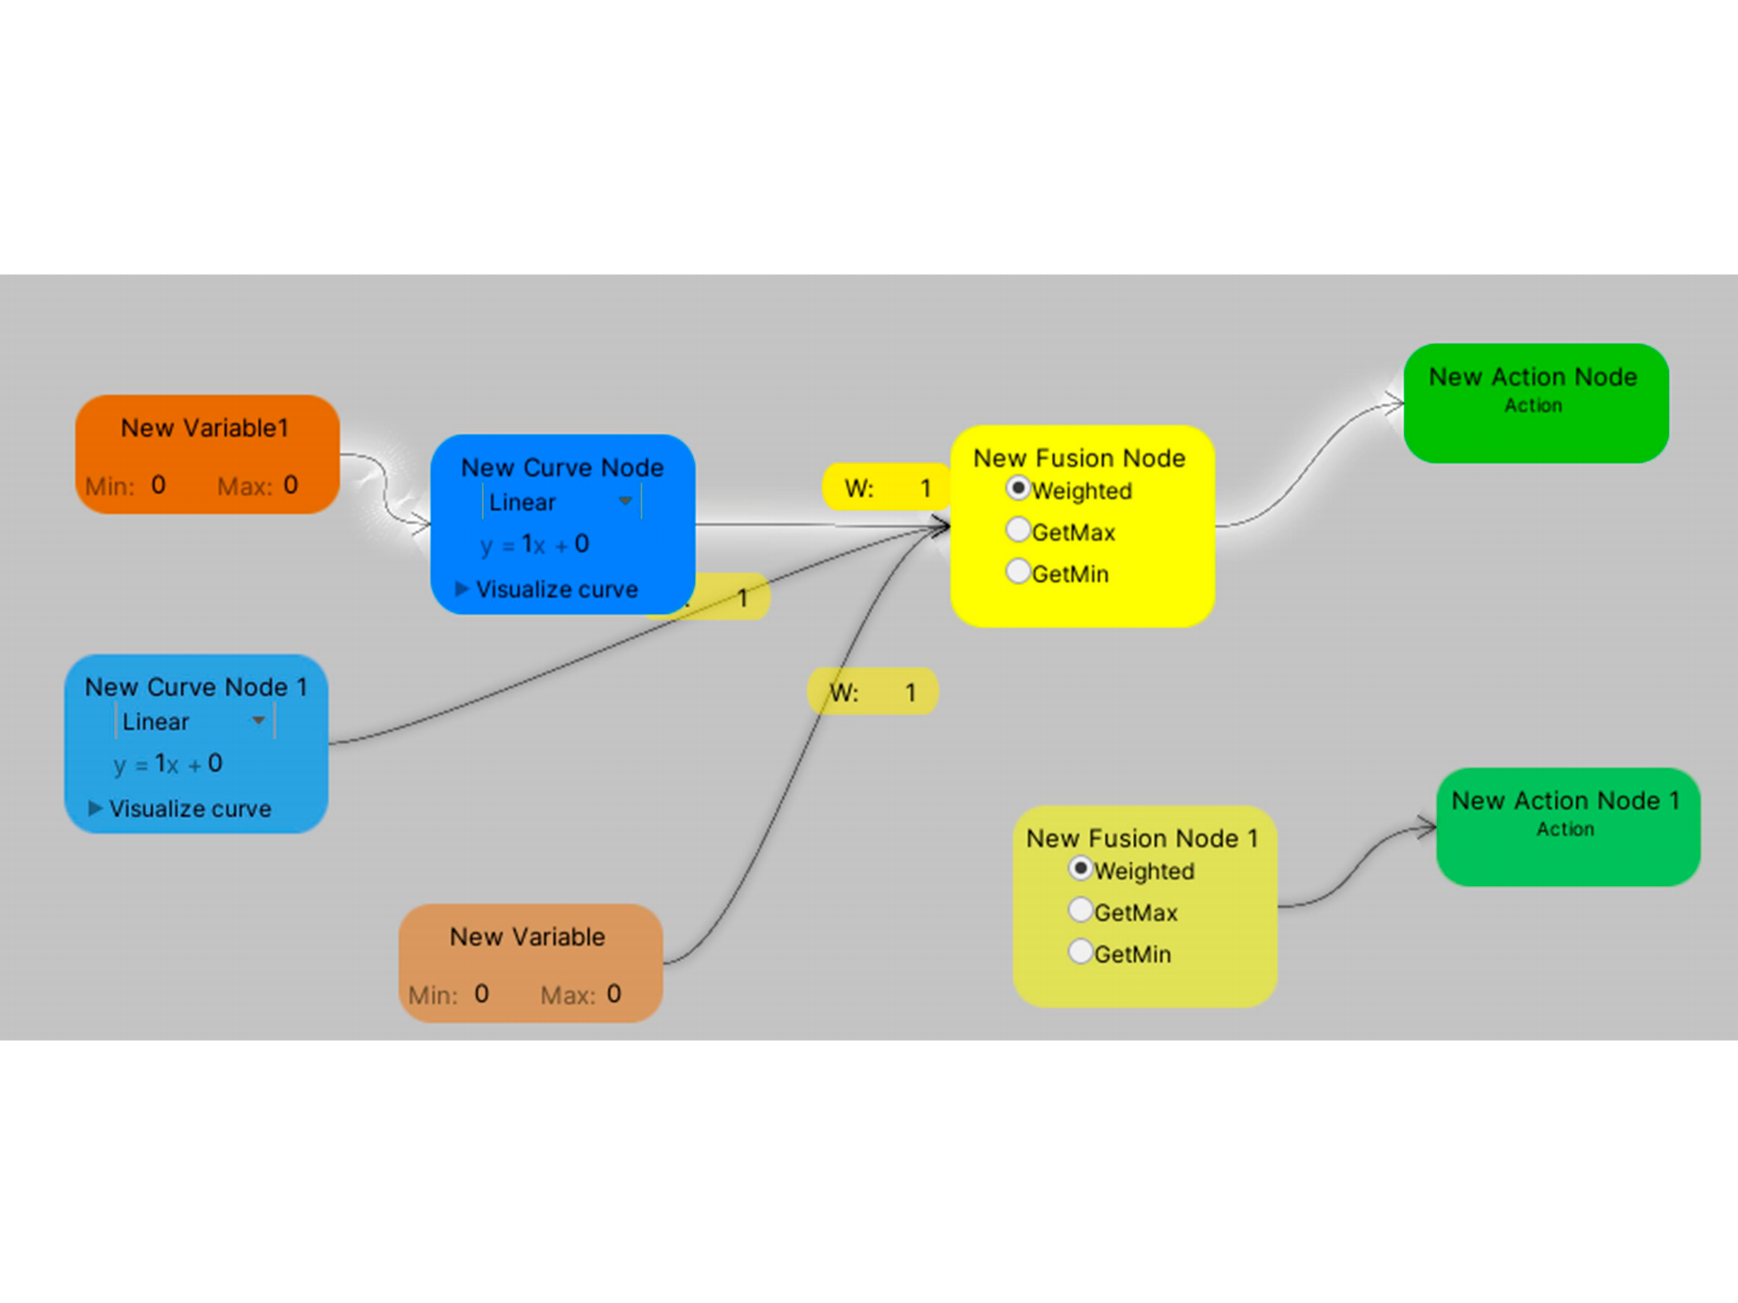 New Variable1
Min: 0 Max: 0
New Curve Node
Linear
y = 1x + 0
Visualize curve
W: 1
1
W: 1
New Fusion Node
Weighted
GetMax
GetMin
New Action Node
Action
New Curve Node 1
Linear
y = 1x + 0
Visualize curve
New Variable
Min: 0 Max: 0
New Fusion Node 1
Weighted
GetMax
GetMin
New Action Node 1
Action